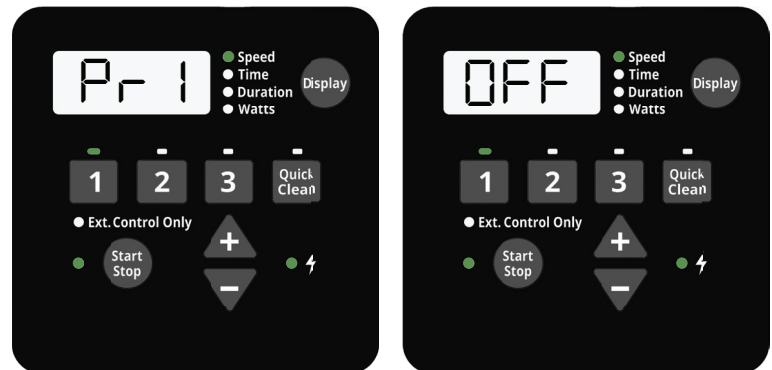 Pr 1
Speed
Time
Duration
Watts
Display
1
2
3
Quick
Clean
Ext. Control Only
Start
Stop
+
−
OFF
Speed
Time
Duration
Watts
Display
1
2
3
Quick
Clean
Ext. Control Only
Start
Stop
+
−